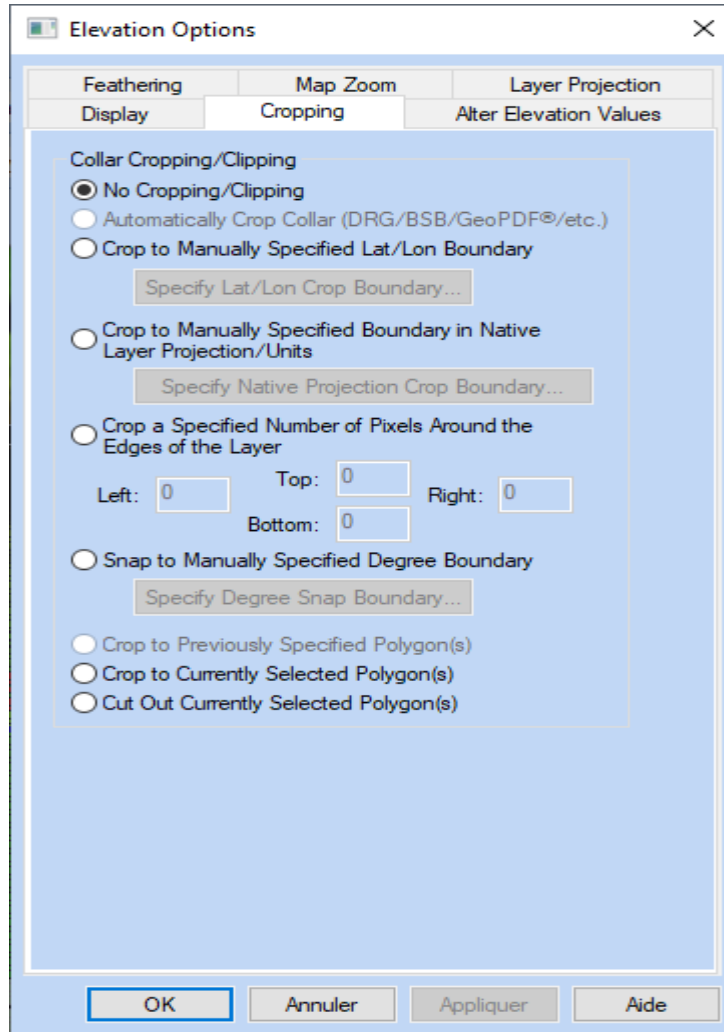 Elevation Options
Feathering
Map Zoom
Layer Projection
Display
Cropping
Alter Elevation Values
Collar Cropping/Clipping
No Cropping/Clipping
Automatically Crop Collar (DRG/BSB/GeoPDF®/etc.)
Crop to Manually Specified Lat/Lon Boundary
Specify Lat/Lon Crop Boundary...
Crop to Manually Specified Boundary in Native
Layer Projection/Units
Specify Native Projection Crop Boundary...
Crop a Specified Number of Pixels Around the
Edges of the Layer
Left: 0
Top: 0
Right: 0
Bottom: 0
Snap to Manually Specified Degree Boundary
Specify Degree Snap Boundary...
Crop to Previously Specified Polygon(s)
Crop to Currently Selected Polygon(s)
Cut Out Currently Selected Polygon(s)
OK
Annuler
Appliquer
Aide